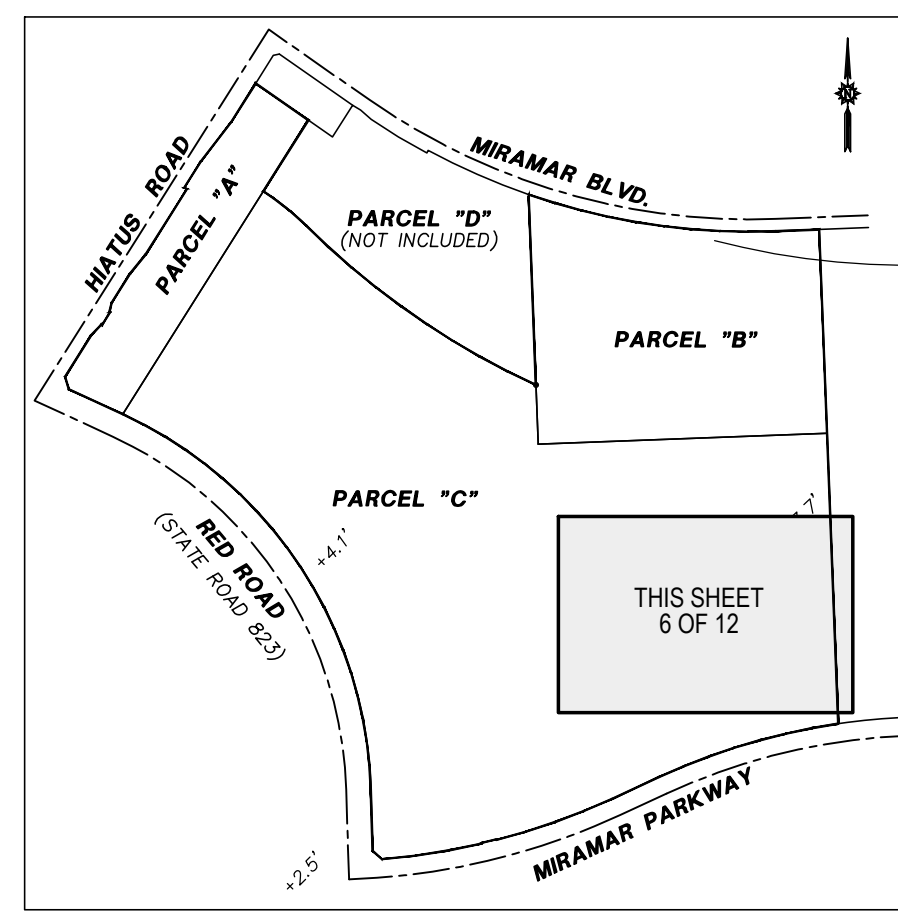 MIRAMAR BLVD.
N
HIATUS ROAD
PARCEL "A"
PARCEL "D"
(NOT INCLUDED)
PARCEL "B"
PARCEL "C"
RED ROAD
(STATE ROAD 823)
+4.1'
THIS SHEET
6 OF 12
MIRAMAR PARKWAY
+2.5'